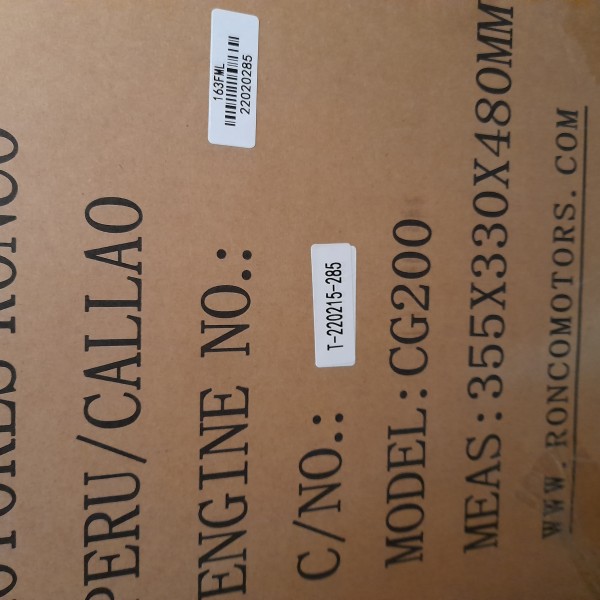 PERU/CALLAO
ENGINE NO.:
163FML
22020285
C/NO.:
T-220215-285
MODEL:CG200
MEAS:355X330X480MM
WWW.RONCOMOTORS.COM